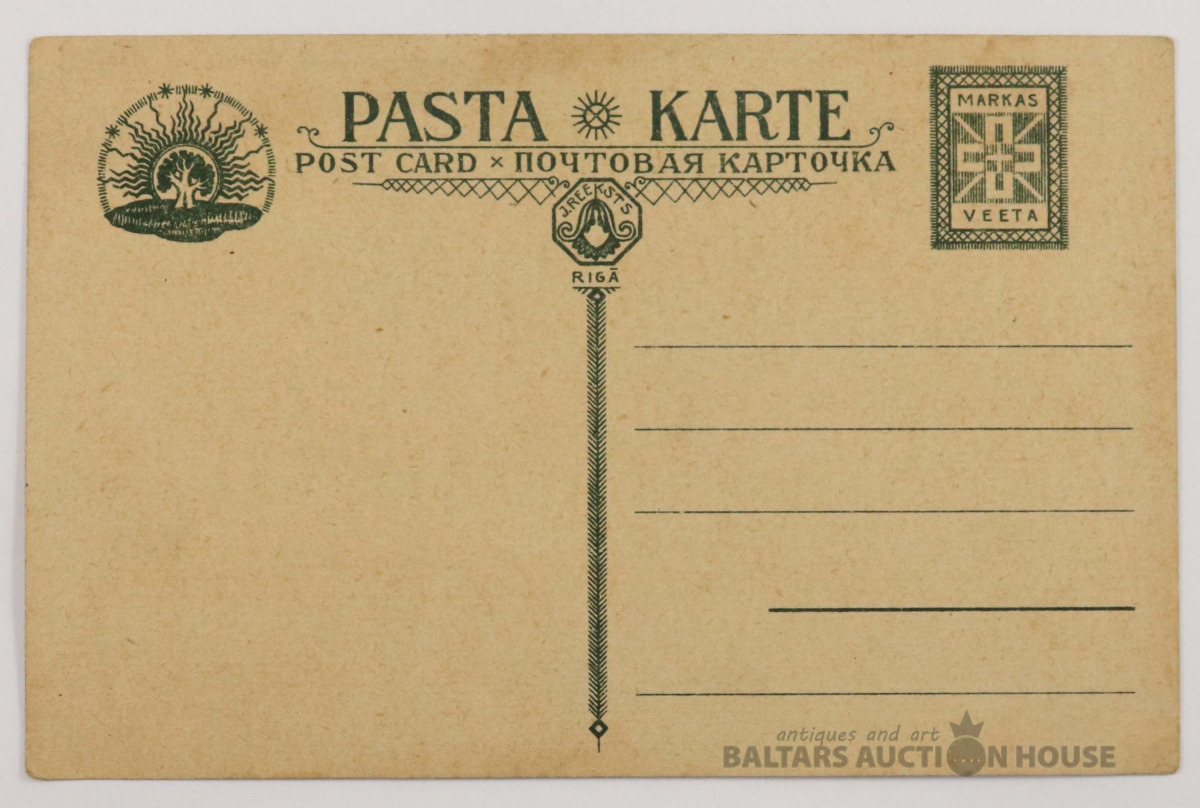 PASTA KARTE
POST CARD × ПОЧТОВАЯ КАРТОЧКА
MARKAS
VEETA
J.REEKSTS
RIGĀ
antiques and art
BALTARS AUCTION HOUSE